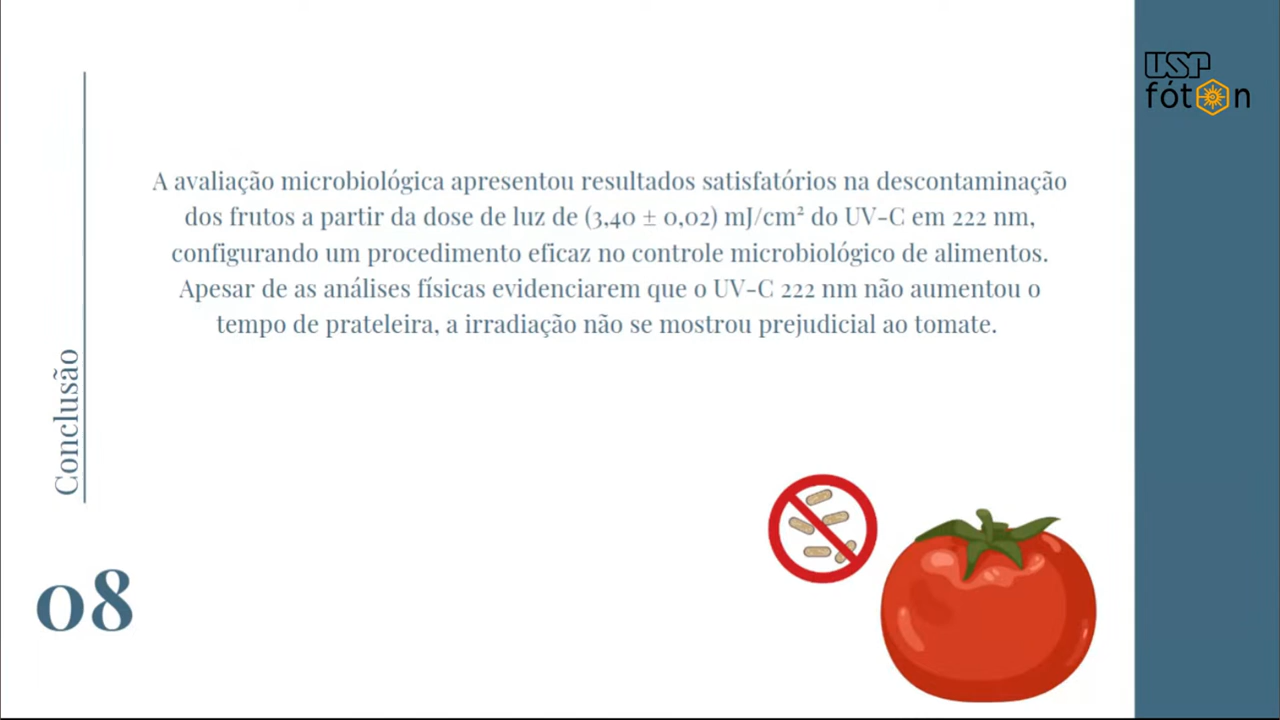 USP
fóton
A avaliação microbiológica apresentou resultados satisfatórios na descontaminação
dos frutos a partir da dose de luz de (3,40 ± 0,02) mJ/cm² do UV-C em 222 nm,
configurando um procedimento eficaz no controle microbiológico de alimentos.
Apesar de as análises físicas evidenciarem que o UV-C 222 nm não aumentou o
tempo de prateleira, a irradiação não se mostrou prejudicial ao tomate.
Conclusão
08